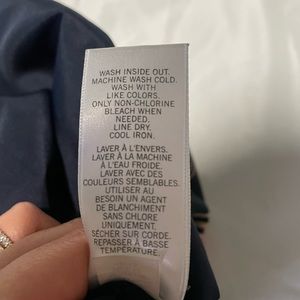 WASH INSIDE OUT.
MACHINE WASH COLD.
WASH WITH
LIKE COLORS.
ONLY NON-CHLORINE
BLEACH WHEN
NEEDED.
LINE DRY.
COOL IRON.
LAVER À L'ENVERS.
LAVER À LA MACHINE
À L'EAU FROIDE.
LAVER AVEC DES
COULEURS SEMBLABLES.
UTILISER AU
BESOIN UN AGENT
DE BLANCHIMENT
SANS CHLORE
UNIQUEMENT.
SÉCHER SUR CORDE.
REPASSER À BASSE
TEMPÉRATURE.